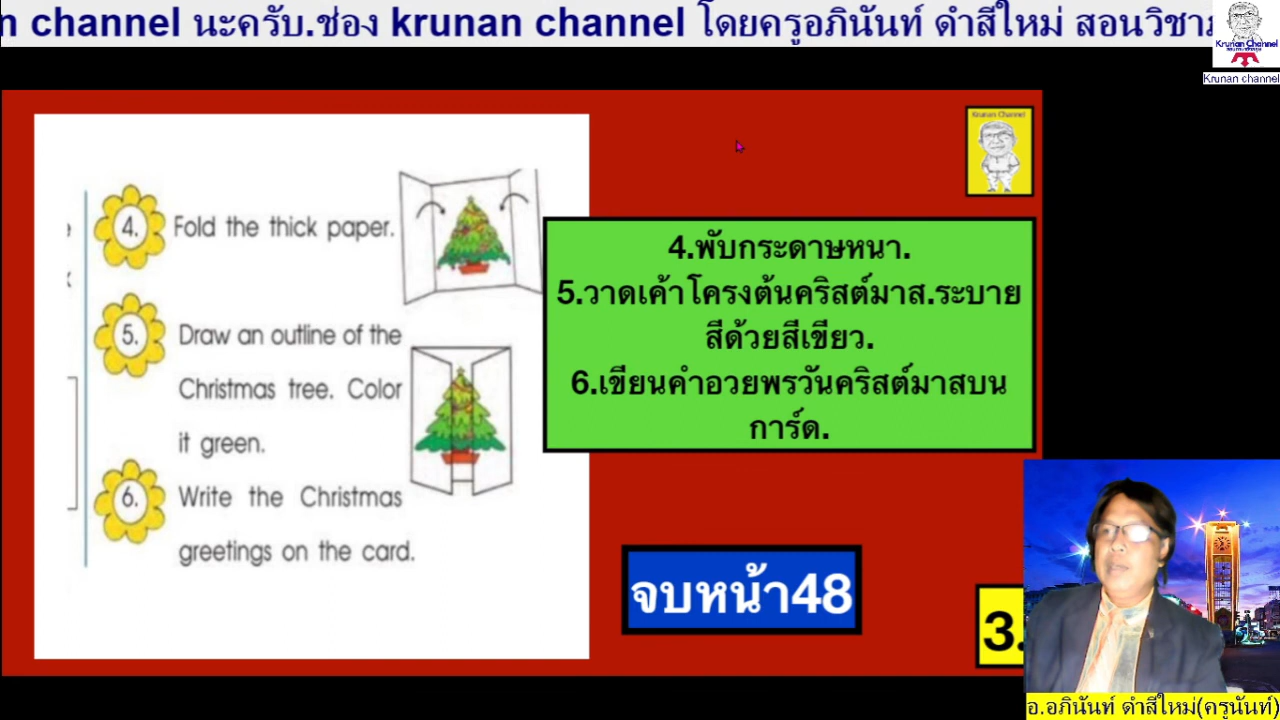 n channel นะครับ.ช่อง krunan channel โดยครูอภินันท์ ดำสีใหม่ สอนวิชา
Krunan Channel
Krunan channel
Krunan Channel
4. Fold the thick paper.
5. Draw an outline of the
Christmas tree. Color
it green.
6. Write the Christmas
greetings on the card.
4.พับกระดาษหนา.
5.วาดเค้าโครงต้นคริสต์มาส.ระบาย
สีด้วยสีเขียว.
6.เขียนคำอวยพรวันคริสต์มาสบน
การ์ด.
จบหน้า48
3.
อ.อภินันท์ ดำสีใหม่(ครูนันท์)